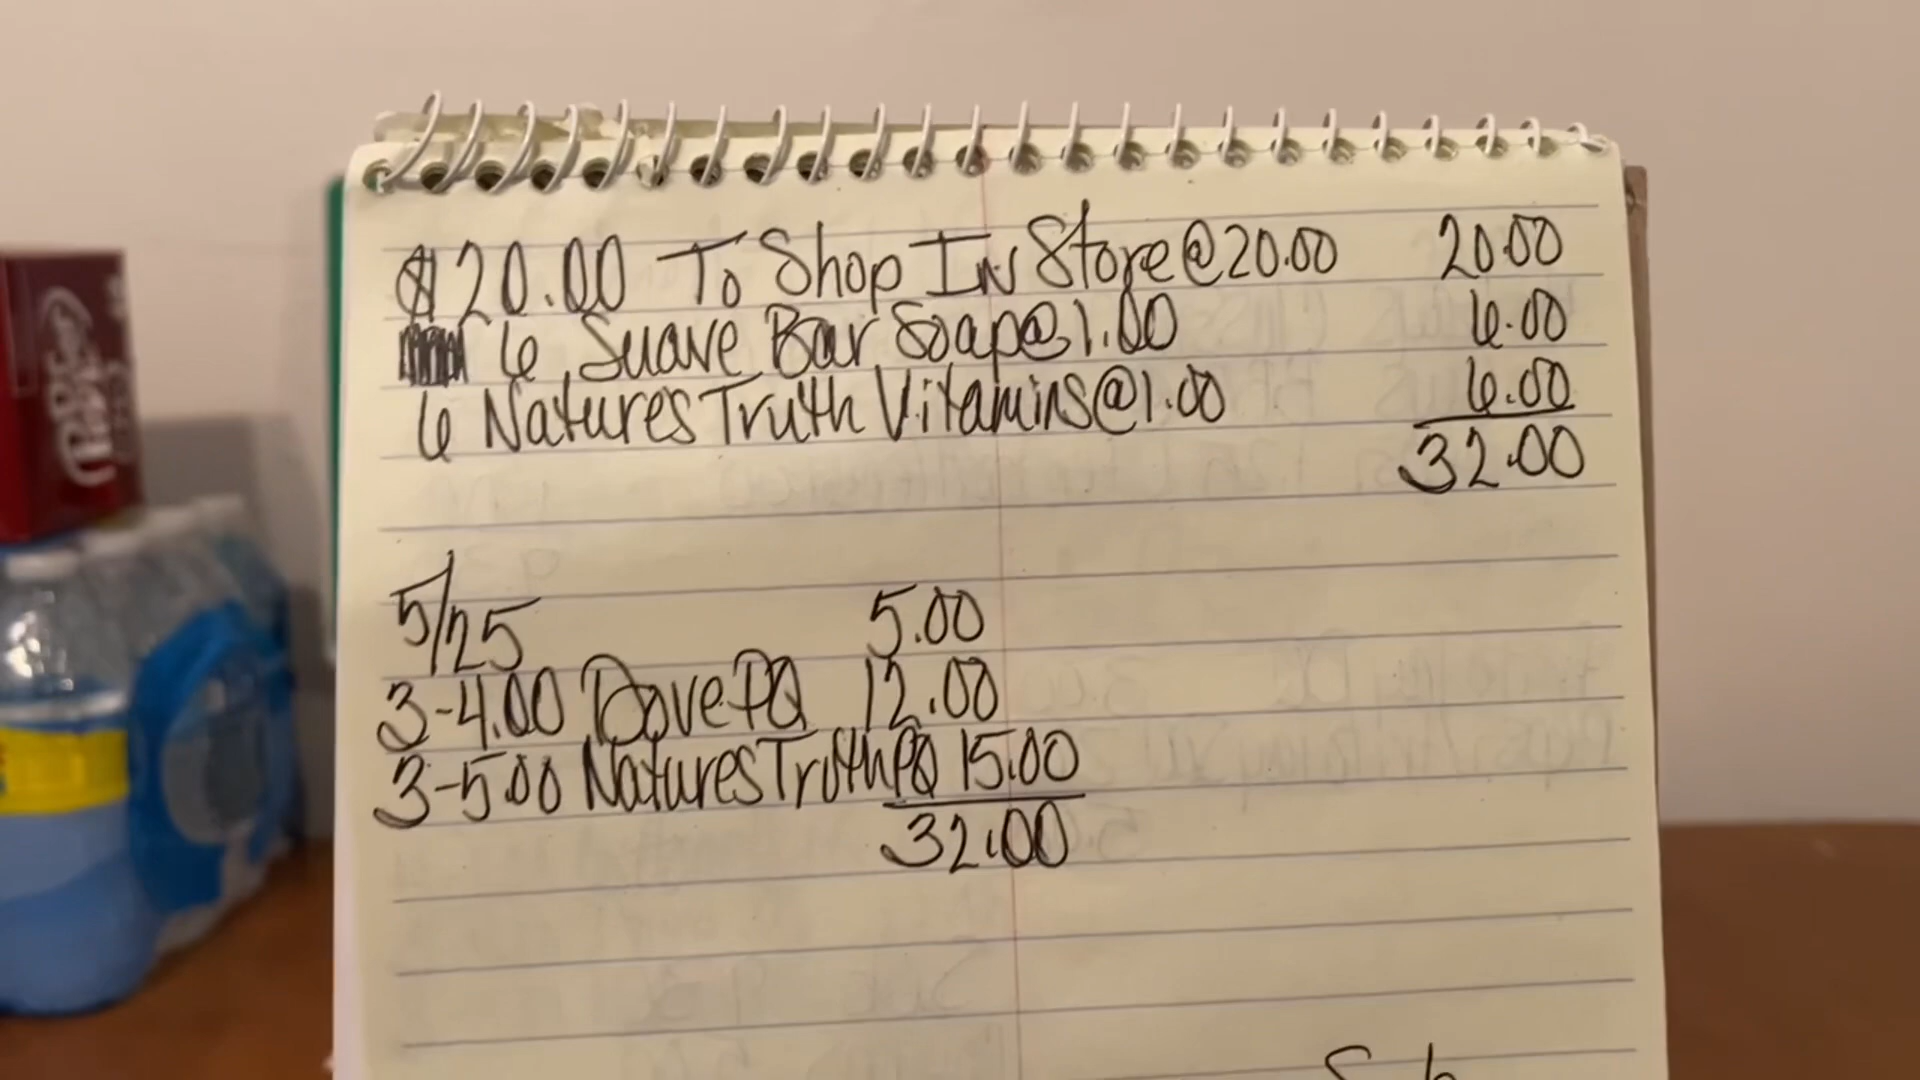 $20.00 To Shop In Store@20.00 20.00
6 Suave Bar Soap@1.00 6.00
6 Natures Truth Vitamins@1.00 6.00
32.00
5/25 5.00
3-4.00 Dove PQ 12.00
3-5.00 Natures Truth PQ 15.00
32.00